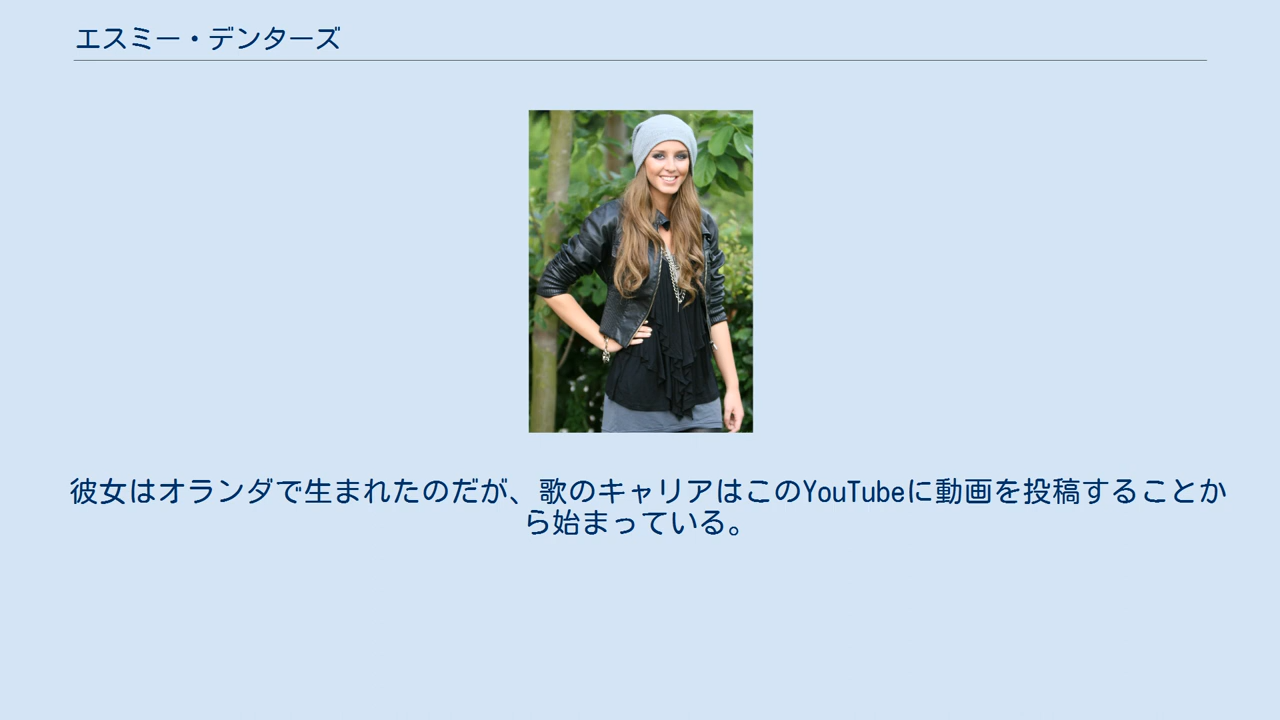 エスミー・デンターズ
彼女はオランダで生まれたのだが、歌のキャリアはこのYouTubeに動画を投稿することか
ら始まっている。